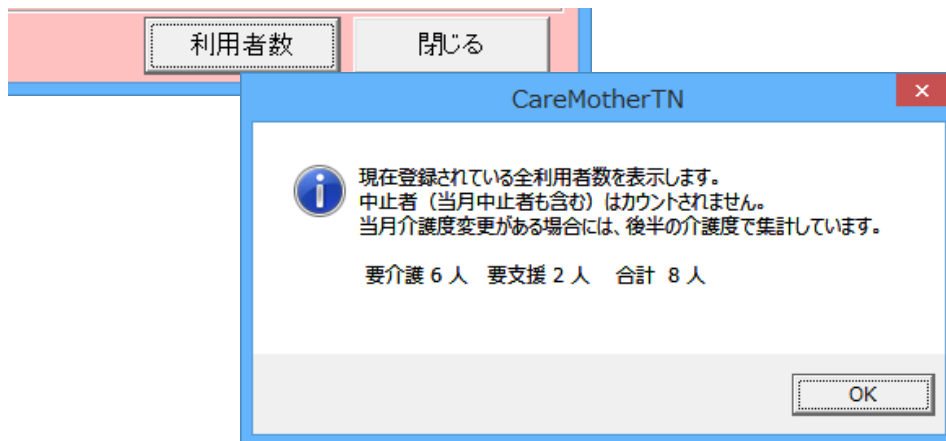 利用者数
閉じる
CareMotherTN
現在登録されている全利用者数を表示します。
中止者（当月中止者も含む）はカウントされません。
当月介護度変更がある場合には、後半の介護度で集計しています。
要介護 6 人　要支援 2 人　合計 8 人
OK